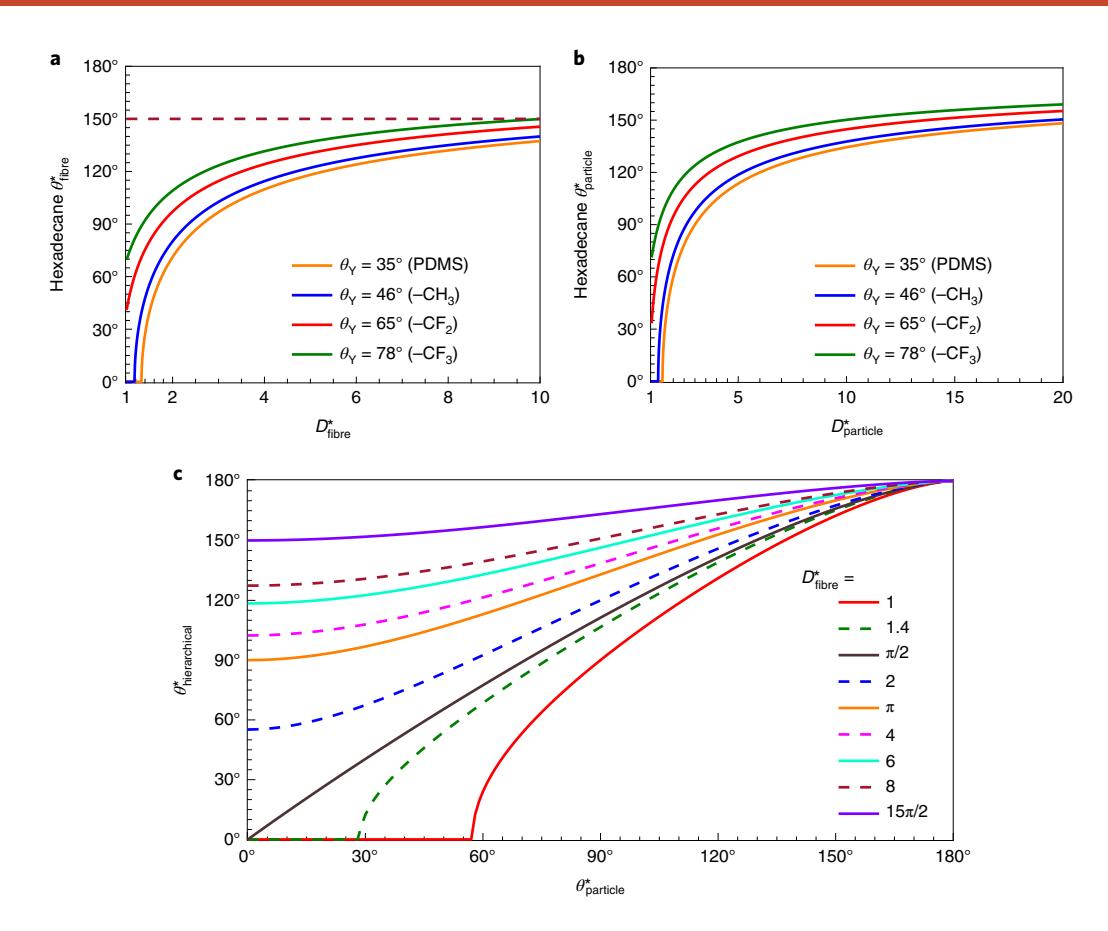 a
180°
150°
120°
90°
60°
30°
0°
Hexadecane θ*fibre
θY = 35° (PDMS)
θY = 46° (–CH3)
θY = 65° (–CF2)
θY = 78° (–CF3)
1 2 4 6 8 10
D*fibre
b
180°
150°
120°
90°
60°
30°
0°
Hexadecane θ*particle
θY = 35° (PDMS)
θY = 46° (–CH3)
θY = 65° (–CF2)
θY = 78° (–CF3)
1 5 10 15 20
D*particle
c
180°
150°
120°
90°
60°
30°
0°
θ*hierarchical
D*fibre =
1
1.4
π/2
2
π
4
6
8
15π/2
0° 30° 60° 90° 120° 150° 180°
θ*particle